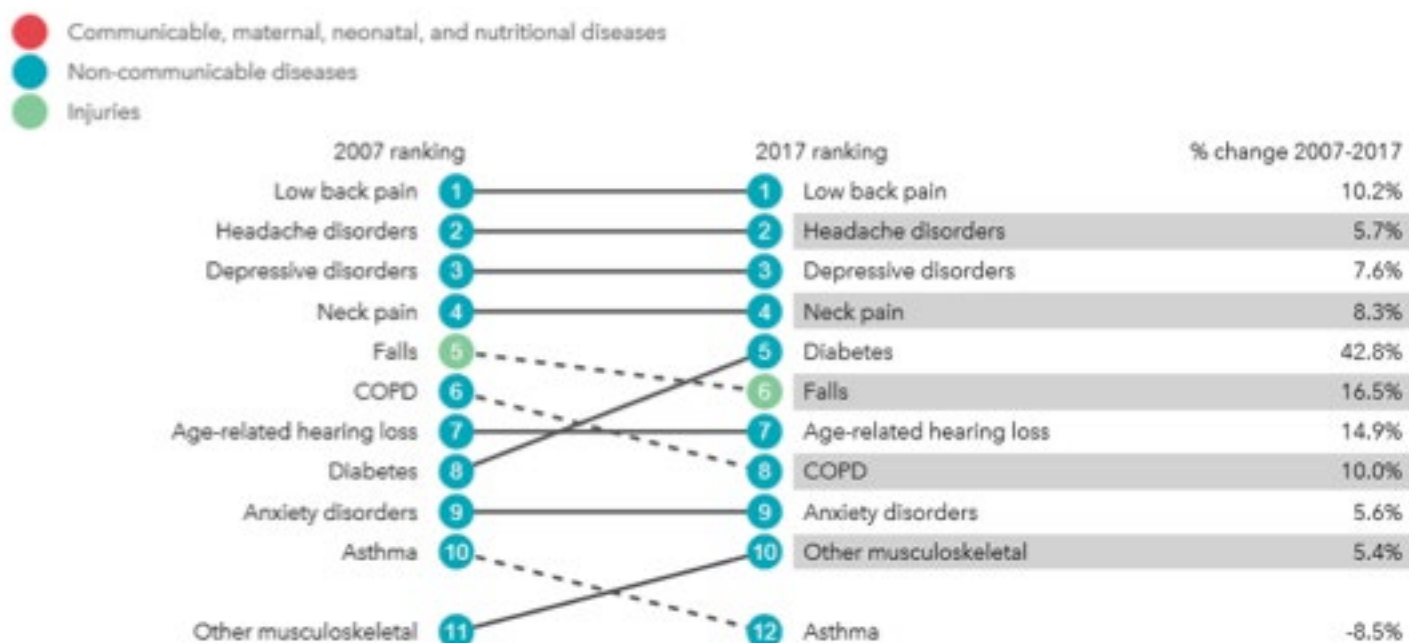 Communicable, maternal, neonatal, and nutritional diseases
Non-communicable diseases
Injuries
2007 ranking 2017 ranking % change 2007-2017
Low back pain 1 1 Low back pain 10.2%
Headache disorders 2 2 Headache disorders 5.7%
Depressive disorders 3 3 Depressive disorders 7.6%
Neck pain 4 4 Neck pain 8.3%
Falls 5 5 Diabetes 42.8%
COPD 6 6 Falls 16.5%
Age-related hearing loss 7 7 Age-related hearing loss 14.9%
Diabetes 8 8 COPD 10.0%
Anxiety disorders 9 9 Anxiety disorders 5.6%
Asthma 10 10 Other musculoskeletal 5.4%
Other musculoskeletal 11 12 Asthma -8.5%